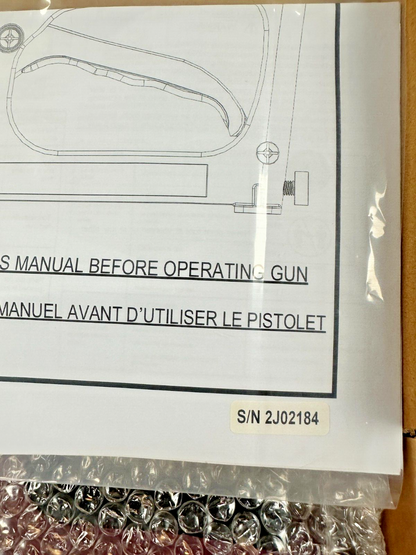 S MANUAL BEFORE OPERATING GUN
MANUEL AVANT D'UTILISER LE PISTOLET
S/N 2J02184